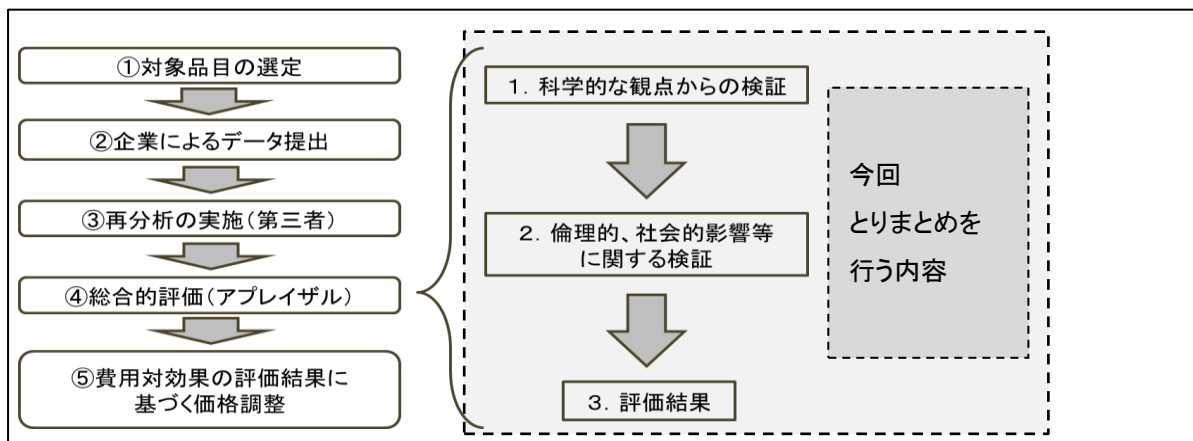 ①対象品目の選定
②企業によるデータ提出
③再分析の実施(第三者)
④総合的評価(アプレイザル)
⑤費用対効果の評価結果に
基づく価格調整
1．科学的な観点からの検証
2．倫理的、社会的影響等
に関する検証
3．評価結果
今回
とりまとめを
行う内容